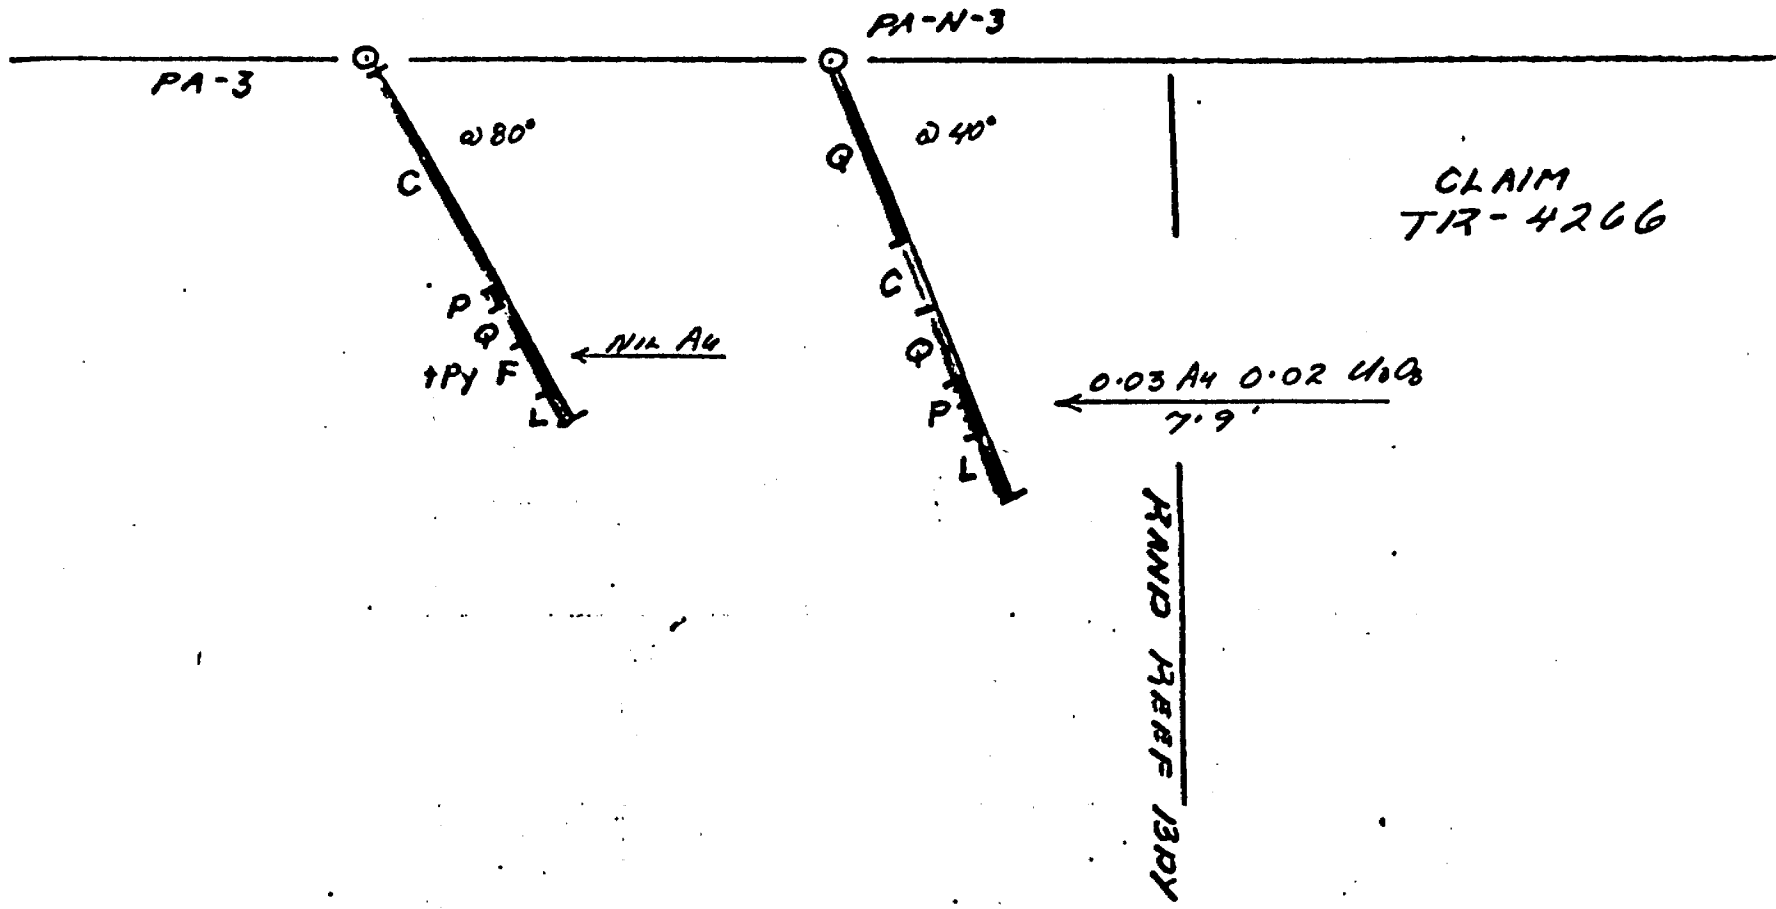 PA-N-3
PA-3
@ 80°
@ 40°
Q
C
CLAIM
TR-4266
C
P
Q
Q
NIL Au
†Py F
0.03 Au 0.02 U₃O₈
7.9'
P
L
L
RAND REEF BDY